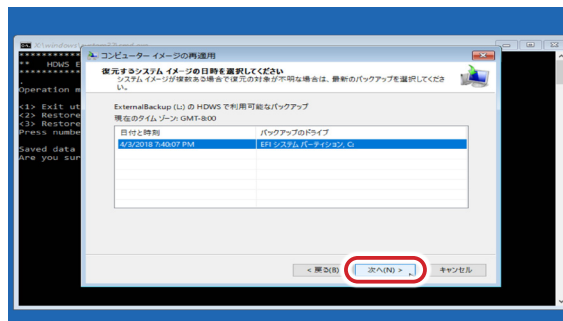 コンピューター イメージの再適用
** HDWS E
復元するシステム イメージの日時を選択してください
システム イメージが複数ある場合で復元の対象が不明な場合は、最新のバックアップを選択してくださ
い。
Operation m
<1> Exit ut
<2> Restore
<3> Restore
Press numbe
Saved data
Are you sur
ExternalBackup (L:) の HDWS で利用可能なバックアップ
現在のタイム ゾーン: GMT-8:00
日付と時刻 バックアップのドライブ
4/3/2018 7:40:07 PM EFI システム パーティション, C:
< 戻る(B) 次へ(N) > キャンセル